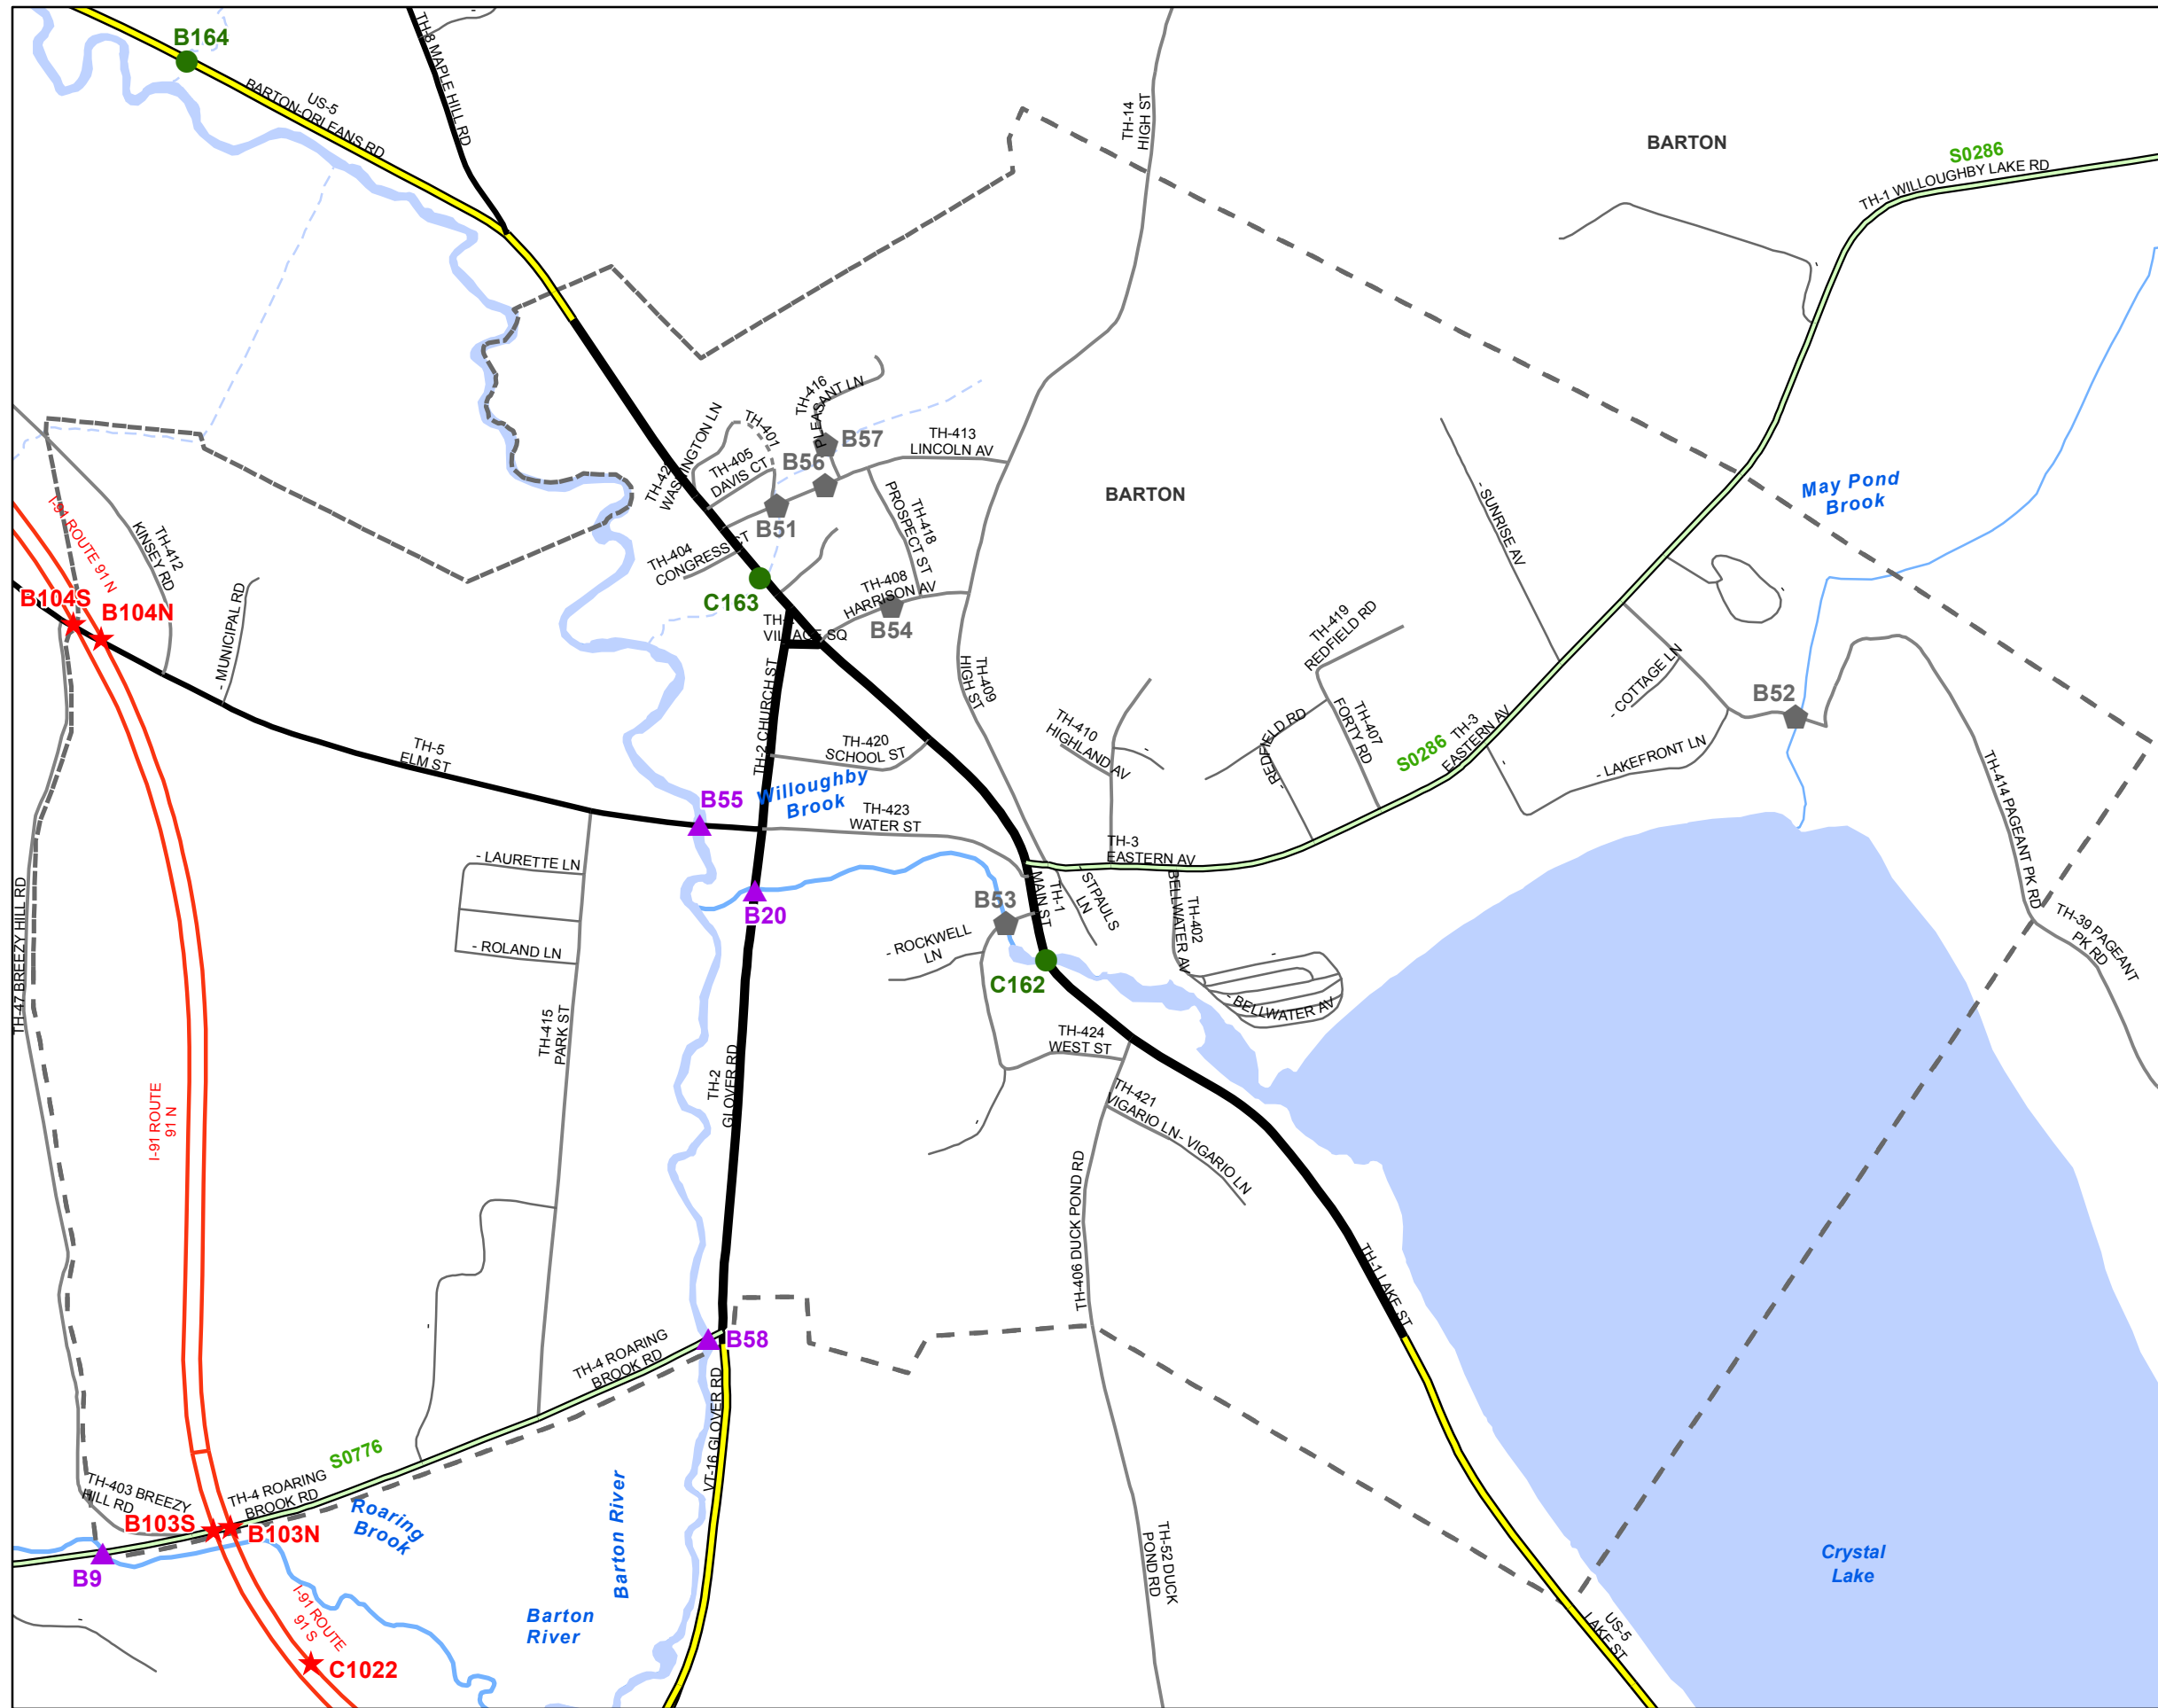 B164
US-5
BARTON-ORLEANS RD
TH-8 MAPLE HILL RD
-
TH-14
HIGH ST
BARTON
S0286
TH-1 WILLOUGHBY LAKE RD
-
TH-416
PLEASANT LN
TH-401
WASHINGTON LN
TH-405
DAVIS CT
B57
B56
TH-413
LINCOLN AV
B51
TH-418
PROSPECT ST
TH-404
CONGRESS CT
C163
TH-408
HARRISON AV
B54
VILLAGE SQ
BARTON
- SUNRISE AV
May Pond
Brook
-
I-91 ROUTE 91 N
TH-412
KINSEY RD
B104S
B104N
- MUNICIPAL RD
TH-5
ELM ST
TH-2 CHURCH ST
TH-420
SCHOOL ST
Willoughby
Brook
B55
TH-423
WATER ST
TH-409
HIGH ST
TH-410
HIGHLAND AV
-
TH-419
REDFIELD RD
- REDFIELD RD
-
TH-407
FORTY RD
S0286
TH-3
EASTERN AV
- COTTAGE LN
B52
- LAKEFRONT LN
-
TH-414 PAGEANT PK RD
TH-39 PAGEANT
PK RD
TH-3
EASTERN AV
- LAURETTE LN
- ROLAND LN
B20
B53
TH-1
MAIN ST
- ST PAULS
LN
TH-402
BELLWATER AV
-
- BELLWATER AV
- ROCKWELL
LN
C162
TH-47 BREEZY HILL RD
TH-415
PARK ST
I-91 ROUTE
91 N
TH-2
GLOVER RD
TH-424
WEST ST
TH-421
VIGARIO LN
- VIGARIO LN
-
TH-406 DUCK POND RD
TH-1 LAKE ST
-
B58
TH-4 ROARING
BROOK RD
VT-16 GLOVER RD
S0776
TH-403 BREEZY
HILL RD
TH-4 ROARING
BROOK RD
B103S
B103N
Roaring
Brook
B9
-
I-91 ROUTE
91 S
C1022
Barton River
Barton
River
TH-52 DUCK
POND RD
US-5
LAKE ST
Crystal
Lake